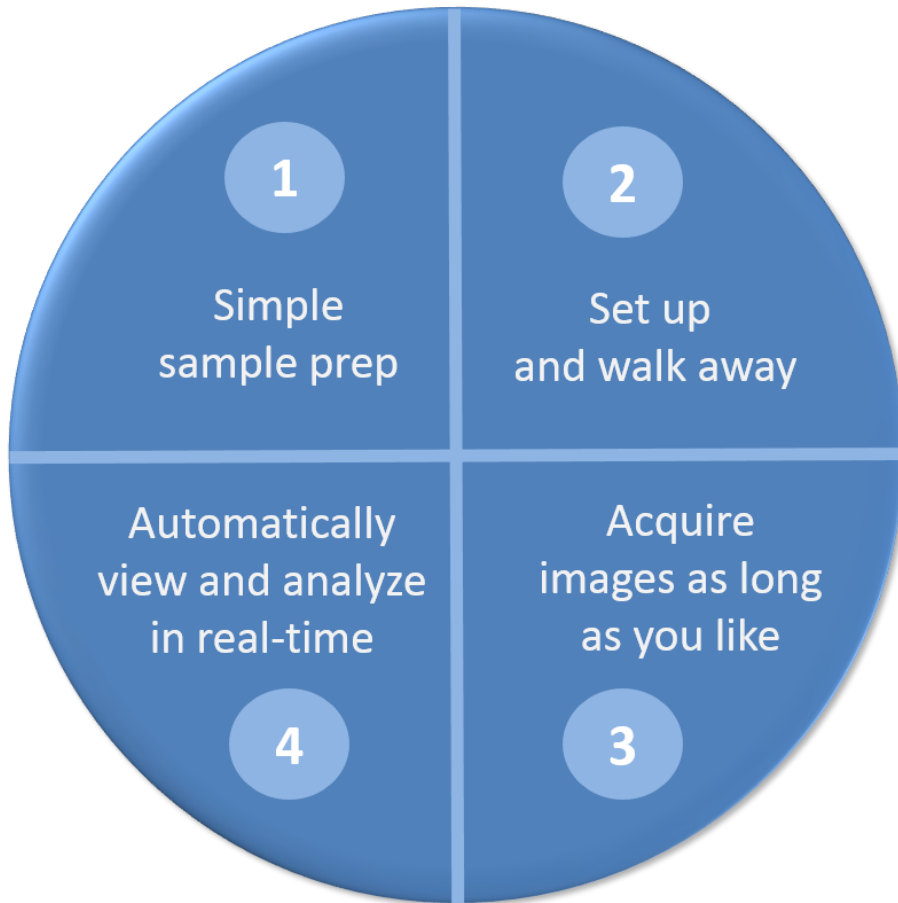 1
Simple
sample prep
2
Set up
and walk away
3
Acquire
images as long
as you like
4
Automatically
view and analyze
in real-time